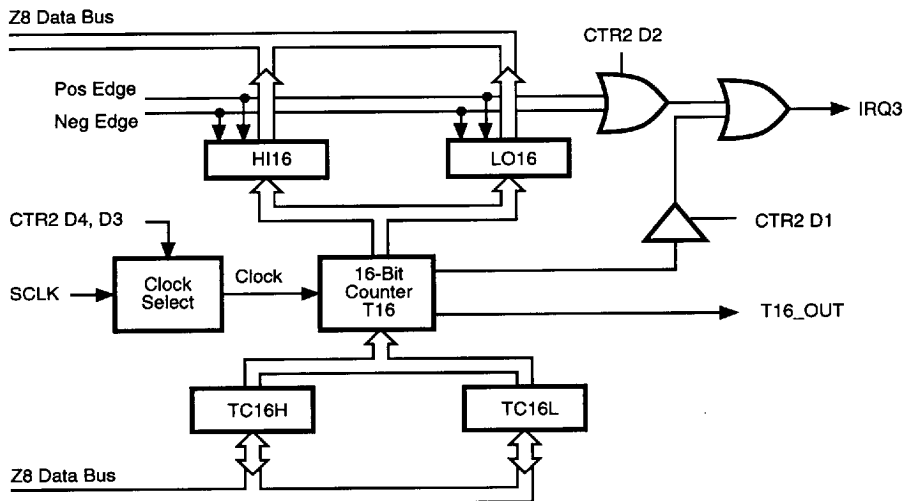 Z8 Data Bus
CTR2 D2
Pos Edge
Neg Edge
IRQ3
HI16
LO16
CTR2 D4, D3
CTR2 D1
SCLK
Clock
Select
Clock
16-Bit
Counter
T16
T16_OUT
TC16H
TC16L
Z8 Data Bus